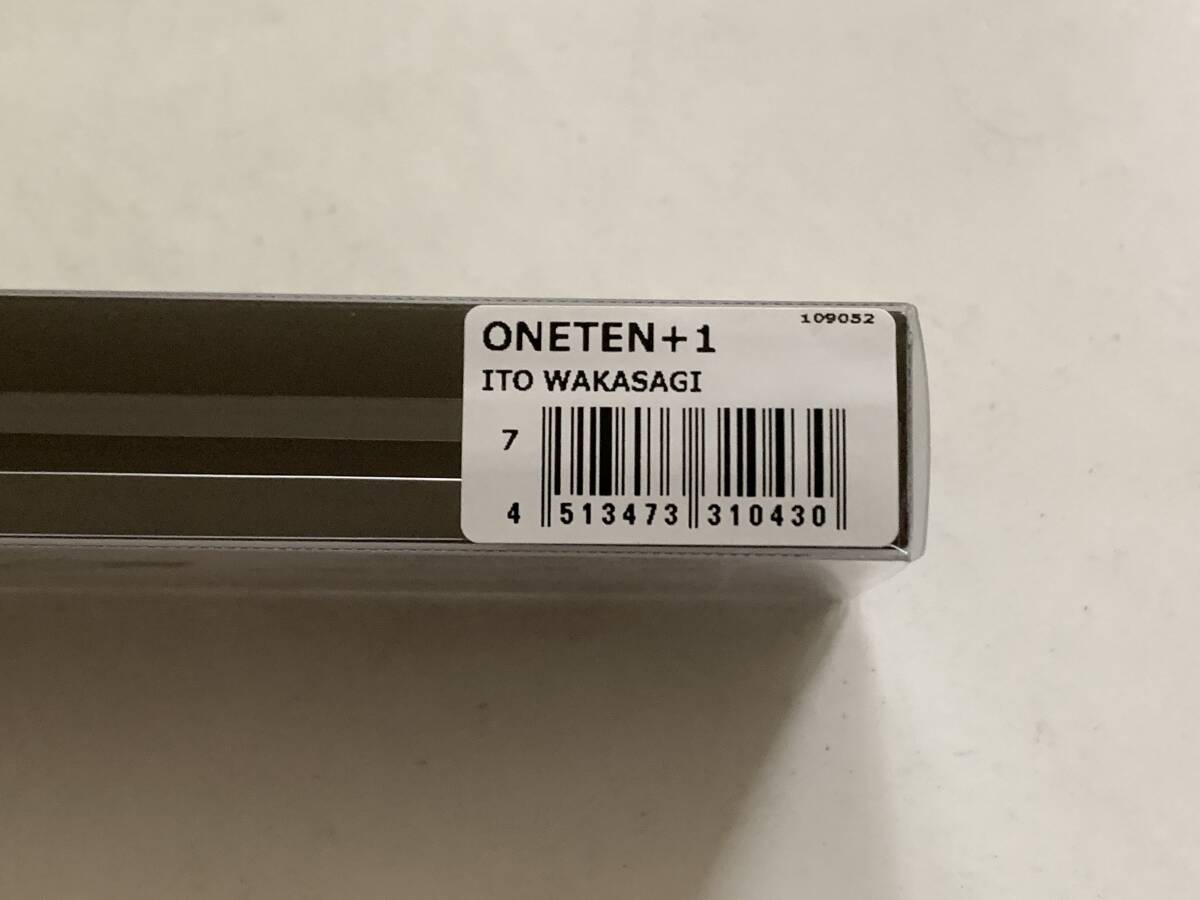 ONETEN+1
109052
ITO WAKASAGI
7
4 513473 310430